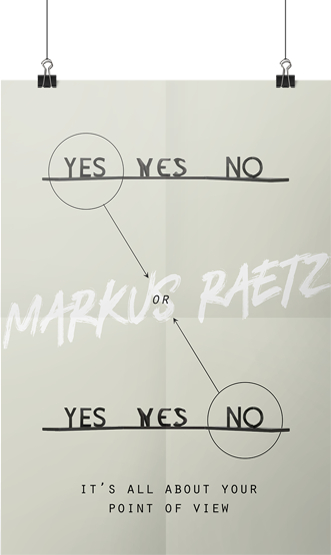 YES YES NO
MARKUS RAETZ
OR
YES YES NO
IT'S ALL ABOUT YOUR
POINT OF VIEW